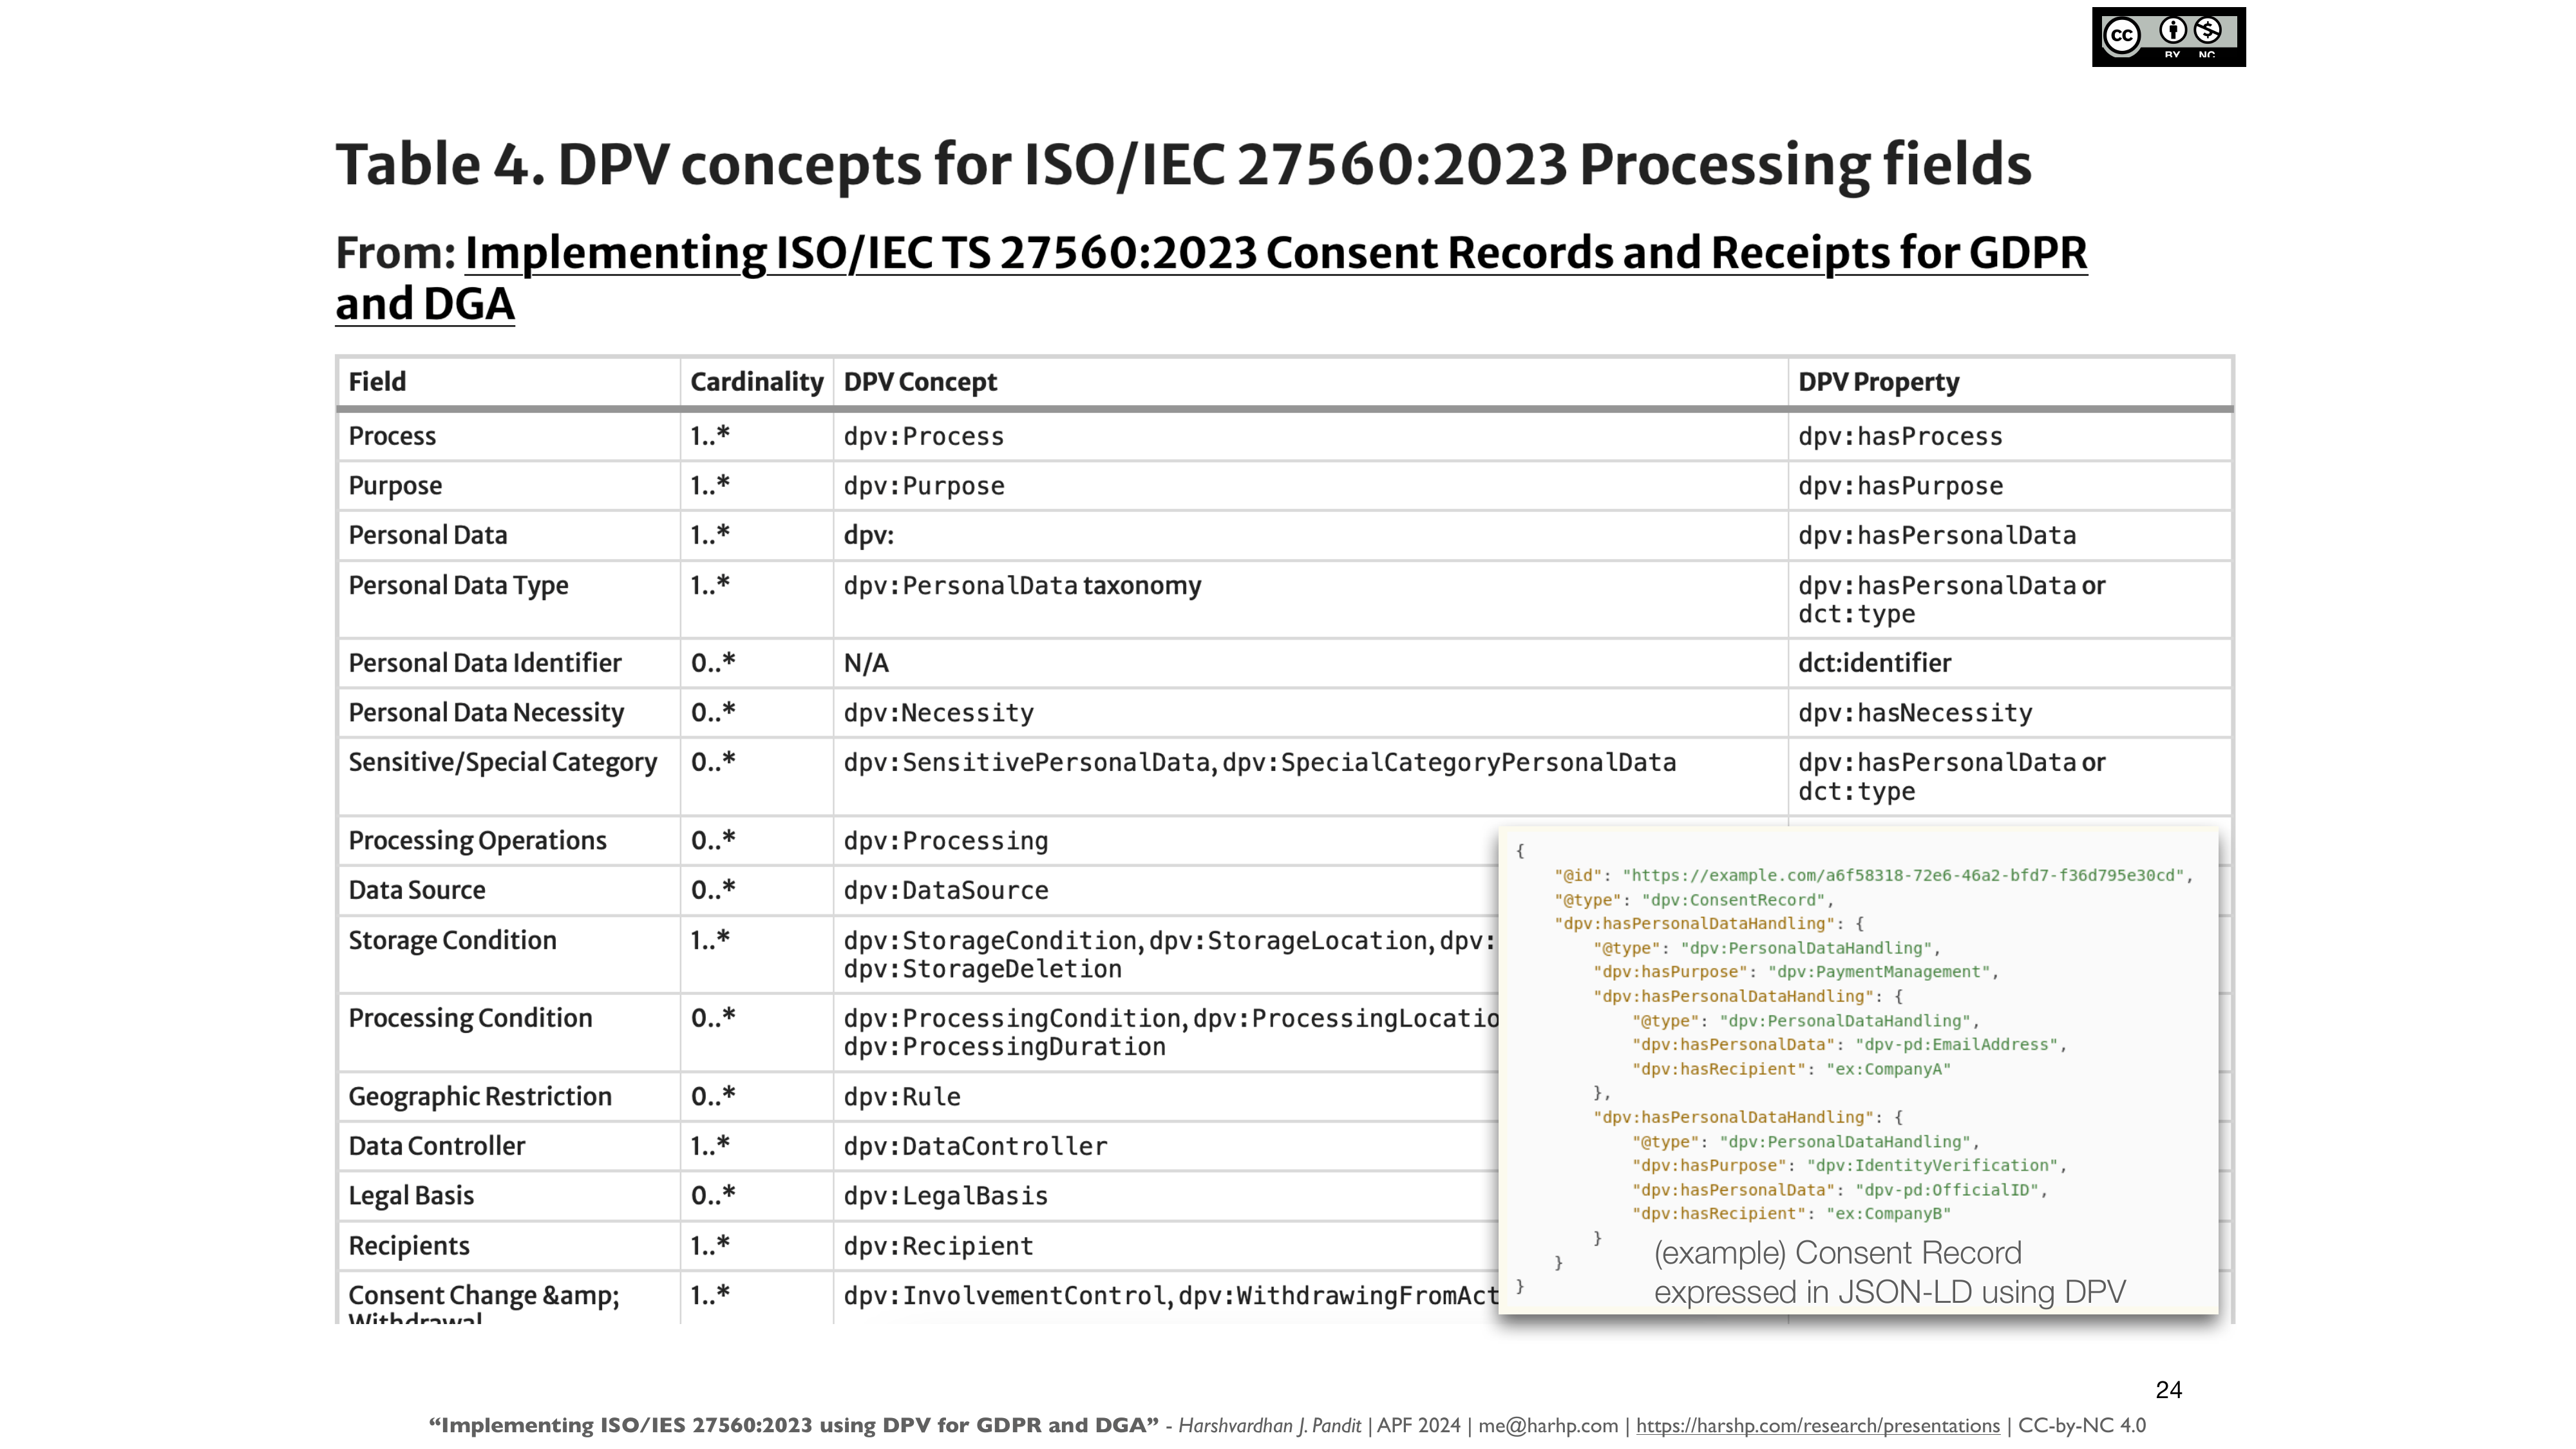 cc BY NC
Table 4. DPV concepts for ISO/IEC 27560:2023 Processing fields
From: Implementing ISO/IEC TS 27560:2023 Consent Records and Receipts for GDPR
and DGA
Field Cardinality DPV Concept DPV Property
Process 1..* dpv:Process dpv:hasProcess
Purpose 1..* dpv:Purpose dpv:hasPurpose
Personal Data 1..* dpv: dpv:hasPersonalData
Personal Data Type 1..* dpv:PersonalData taxonomy dpv:hasPersonalData or
dct:type
Personal Data Identifier 0..* N/A dct:identifier
Personal Data Necessity 0..* dpv:Necessity dpv:hasNecessity
Sensitive/Special Category 0..* dpv:SensitivePersonalData, dpv:SpecialCategoryPersonalData dpv:hasPersonalData or
dct:type
Processing Operations 0..* dpv:Processing
Data Source 0..* dpv:DataSource
Storage Condition 1..* dpv:StorageCondition, dpv:StorageLocation, dpv:
dpv:StorageDeletion
Processing Condition 0..* dpv:ProcessingCondition, dpv:ProcessingLocatio
dpv:ProcessingDuration
Geographic Restriction 0..* dpv:Rule
Data Controller 1..* dpv:DataController
Legal Basis 0..* dpv:LegalBasis
Recipients 1..* dpv:Recipient
Consent Change &amp; 1..* dpv:InvolvementControl, dpv:WithdrawingFromAct
Withdrawal
{
"@id": "https://example.com/a6f58318-72e6-46a2-bfd7-f36d795e30cd",
"@type": "dpv:ConsentRecord",
"dpv:hasPersonalDataHandling": {
"@type": "dpv:PersonalDataHandling",
"dpv:hasPurpose": "dpv:PaymentManagement",
"dpv:hasPersonalDataHandling": {
"@type": "dpv:PersonalDataHandling",
"dpv:hasPersonalData": "dpv-pd:EmailAddress",
"dpv:hasRecipient": "ex:CompanyA"
},
"dpv:hasPersonalDataHandling": {
"@type": "dpv:PersonalDataHandling",
"dpv:hasPurpose": "dpv:IdentityVerification",
"dpv:hasPersonalData": "dpv-pd:OfficialID",
"dpv:hasRecipient": "ex:CompanyB"
}
}
}
(example) Consent Record
expressed in JSON-LD using DPV
24
“Implementing ISO/IES 27560:2023 using DPV for GDPR and DGA” - Harshvardhan J. Pandit | APF 2024 | me@harhp.com | https://harshp.com/research/presentations | CC-by-NC 4.0